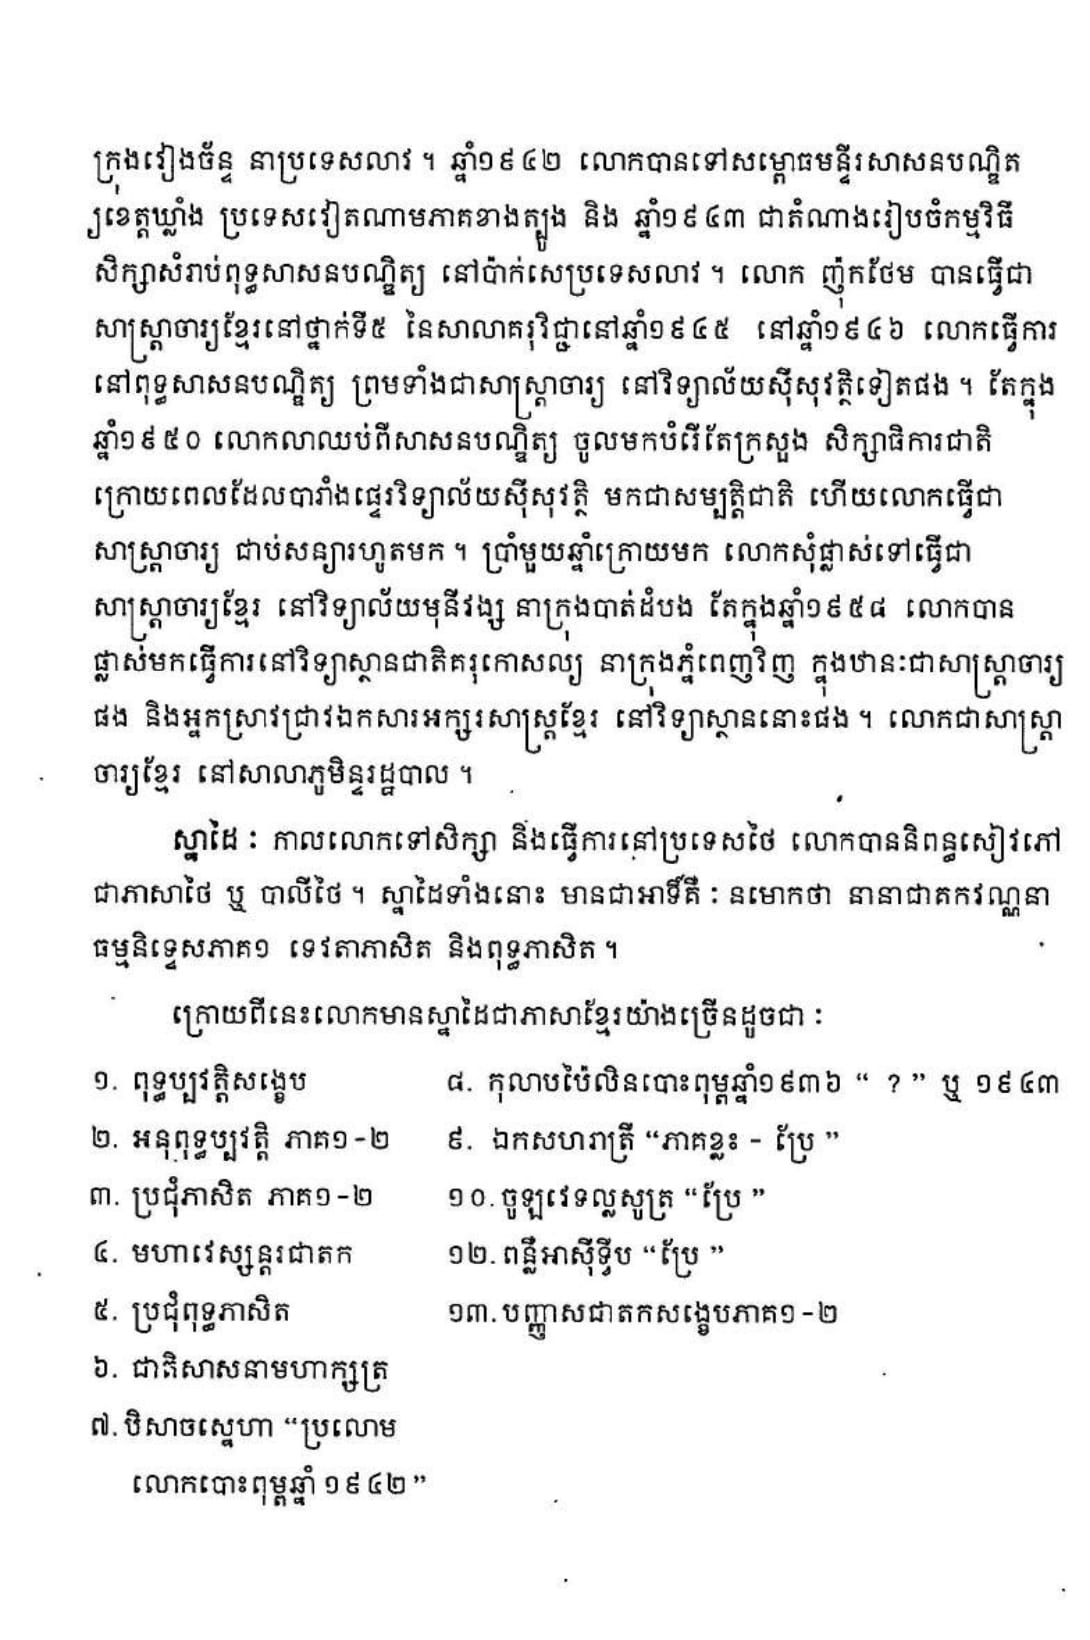 ក្រុងវៀងច័ន្ទ នាប្រទេសលាវ ។ ឆ្នាំ១៩៤២ លោកបានទៅសម្ពោធមន្ទីរសាសនបណ្ឌិត
្យខេត្តឃ្លាំង ប្រទេសវៀតណាមភាគខាងត្បូង និង ឆ្នាំ១៩៤៣ ជាតំណាងរៀបចំកម្មវិធី
សិក្សាសំរាប់ពុទ្ធសាសនបណ្ឌិត្យ នៅប៉ាក់សេប្រទេសលាវ ។ លោក ញ៉ុកថែម បានធ្វើជា
សាស្ត្រាចារ្យខ្មែរនៅថ្នាក់ទី៥ នៃសាលាគរុវិជ្ជានៅឆ្នាំ១៩៤៥ នៅឆ្នាំ១៩៤៦ លោកធ្វើការ
នៅពុទ្ធសាសនបណ្ឌិត្យ ព្រមទាំងជាសាស្ត្រាចារ្យ នៅវិទ្យាល័យស៊ីសុវត្ថិទៀតផង ។ តែក្នុង
ឆ្នាំ១៩៥០ លោកលាឈប់ពីសាសនបណ្ឌិត្យ ចូលមកបំរើតែក្រសួង សិក្សាធិការជាតិ
ក្រោយពេលដែលបារាំងផ្ទេរវិទ្យាល័យស៊ីសុវត្ថិ មកជាសម្បត្តិជាតិ ហើយលោកធ្វើជា
សាស្ត្រាចារ្យ ជាប់សន្យារហូតមក ។ ប្រាំមួយឆ្នាំក្រោយមក លោកសុំផ្លាស់ទៅធ្វើជា
សាស្ត្រាចារ្យខ្មែរ នៅវិទ្យាល័យមុនីវង្ស នាក្រុងបាត់ដំបង តែក្នុងឆ្នាំ១៩៥៨ លោកបាន
ផ្លាស់មកធ្វើការនៅវិទ្យាស្ថានជាតិគរុកោសល្យ នាក្រុងភ្នំពេញវិញ ក្នុងឋានៈជាសាស្ត្រាចារ្យ
ផង និងអ្នកស្រាវជ្រាវឯកសារអក្សរសាស្ត្រខ្មែរ នៅវិទ្យាស្ថាននោះផង ។ លោកជាសាស្ត្រា
ចារ្យខ្មែរ នៅសាលាភូមិន្ទរដ្ឋបាល ។
ស្នាដៃ ៖ កាលលោកទៅសិក្សា និងធ្វើការនៅប្រទេសថៃ លោកបាននិពន្ធសៀវភៅ
ជាភាសាថៃ ឬ បាលីថៃ ។ ស្នាដៃទាំងនោះ មានជាអាទិ៍គឺ ៖ នមោកថា នានាជាតកវណ្ណនា
ធម្មនិទ្ទេសភាគ១ ទេវតាភាសិត និងពុទ្ធភាសិត ។
ក្រោយពីនេះលោកមានស្នាដៃជាភាសាខ្មែរយ៉ាងច្រើនដូចជា ៖
១. ពុទ្ធប្បវត្តិសង្ខេប
២. អនុពុទ្ធប្បវត្តិ ភាគ១-២
៣. ប្រជុំភាសិត ភាគ១-២
៤. មហាវេស្សន្តរជាតក
៥. ប្រជុំពុទ្ធភាសិត
៦. ជាតិសាសនាមហាក្សត្រ
៧. បិសាចស្នេហា “ប្រលោម
លោកបោះពុម្ពឆ្នាំ ១៩៤២”
៨. កុលាបប៉ៃលិនបោះពុម្ពឆ្នាំ១៩៣៦ “ ? ” ឬ ១៩៤៣
៩. ឯកសហរាត្រី “ភាគខ្លះ - ប្រែ ”
១០. ចូឡវេទល្លសូត្រ “ប្រែ ”
១២. ពន្លឺអាស៊ីទ្វីប “ប្រែ ”
១៣. បញ្ញាសជាតកសង្ខេបភាគ១-២